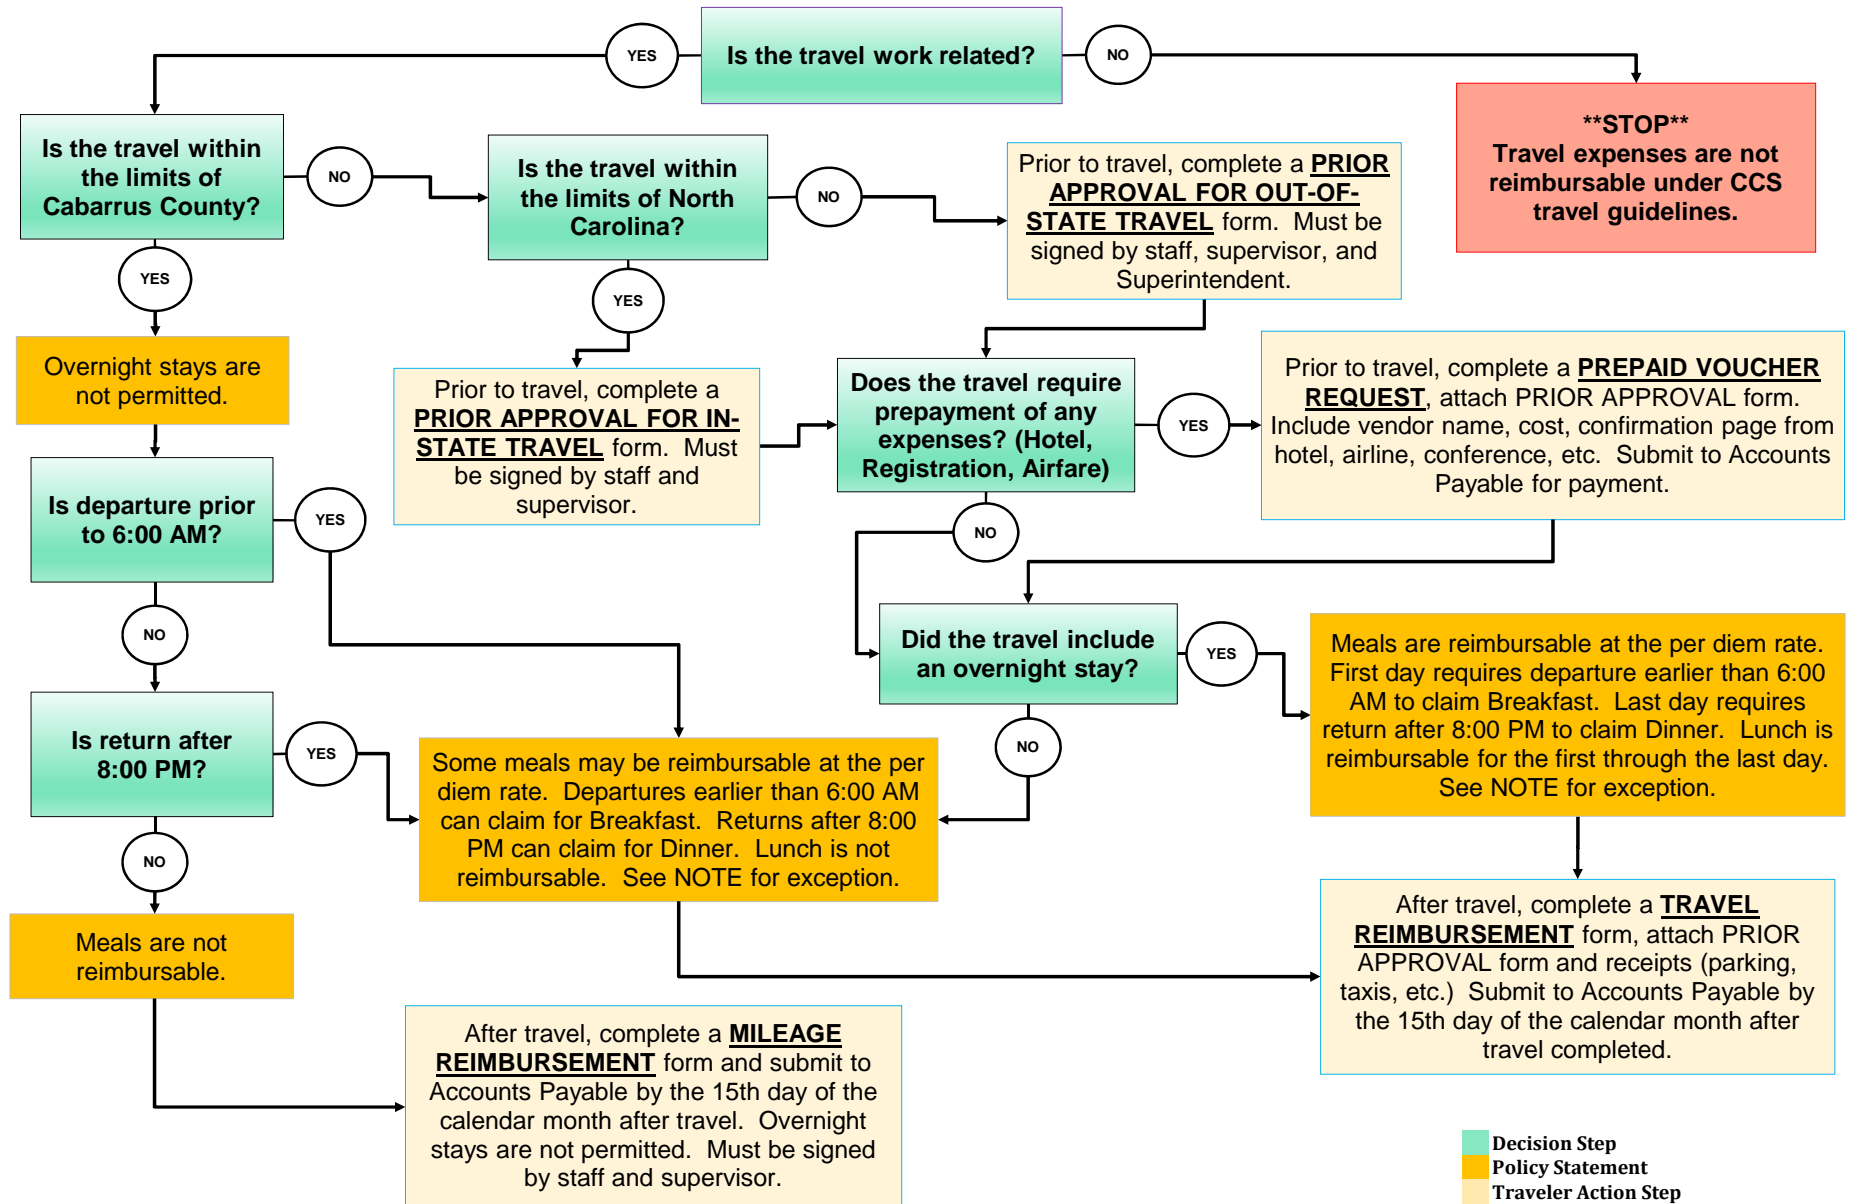 Is the travel work related?
YES
NO
**STOP**
Travel expenses are not
reimbursable under CCS
travel guidelines.
Is the travel within
the limits of
Cabarrus County?
NO
YES
Is the travel within
the limits of North
Carolina?
NO
YES
Prior to travel, complete a PRIOR
APPROVAL FOR OUT-OF-
STATE TRAVEL form.  Must be
signed by staff, supervisor, and
Superintendent.
Overnight stays are
not permitted.
Prior to travel, complete a
PRIOR APPROVAL FOR IN-
STATE TRAVEL form.  Must
be signed by staff and
supervisor.
Does the travel require
prepayment of any
expenses? (Hotel,
Registration, Airfare)
YES
NO
Prior to travel, complete a PREPAID VOUCHER
REQUEST, attach PRIOR APPROVAL form.
Include vendor name, cost, confirmation page from
hotel, airline, conference, etc.  Submit to Accounts
Payable for payment.
Is departure prior
to 6:00 AM?
YES
NO
Did the travel include
an overnight stay?
YES
NO
Meals are reimbursable at the per diem rate.
First day requires departure earlier than 6:00
AM to claim Breakfast.  Last day requires
return after 8:00 PM to claim Dinner.  Lunch is
reimbursable for the first through the last day.
See NOTE for exception.
Is return after
8:00 PM?
YES
NO
Some meals may be reimbursable at the per
diem rate.  Departures earlier than 6:00 AM
can claim for Breakfast.  Returns after 8:00
PM can claim for Dinner.  Lunch is not
reimbursable.  See NOTE for exception.
Meals are not
reimbursable.
After travel, complete a TRAVEL
REIMBURSEMENT form, attach PRIOR
APPROVAL form and receipts (parking,
taxis, etc.)  Submit to Accounts Payable by
the 15th day of the calendar month after
travel completed.
After travel, complete a MILEAGE
REIMBURSEMENT form and submit to
Accounts Payable by the 15th day of the
calendar month after travel.  Overnight
stays are not permitted.  Must be signed
by staff and supervisor.
Decision Step
Policy Statement
Traveler Action Step